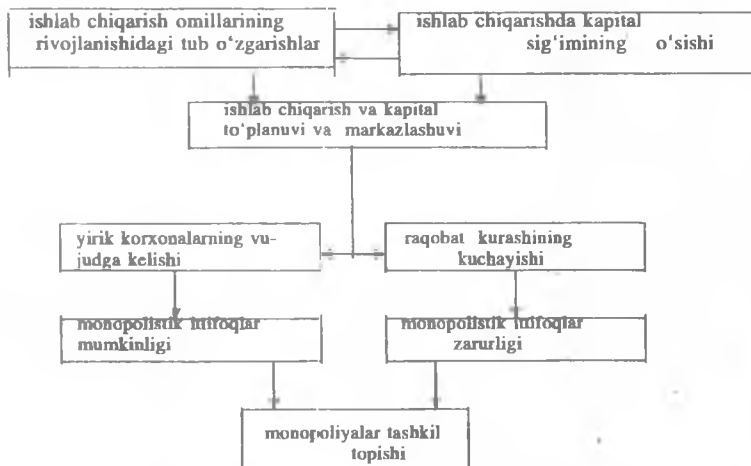 ishlab chiqarish omillarining
rivojlanishidagi tub o‘zgarishlar
ishlab chiqarishda kapital
sig‘imining o‘sishi
ishlab chiqarish va kapital
to‘planuvi va markazlashuvi
yirik korxonalarning vu-
judga kelishi
raqobat kurashining
kuchayishi
monopolistik ittifoqlar
mumkinligi
monopolistik ittifoqlar
zarurligi
monopoliyalar tashkil
topishi